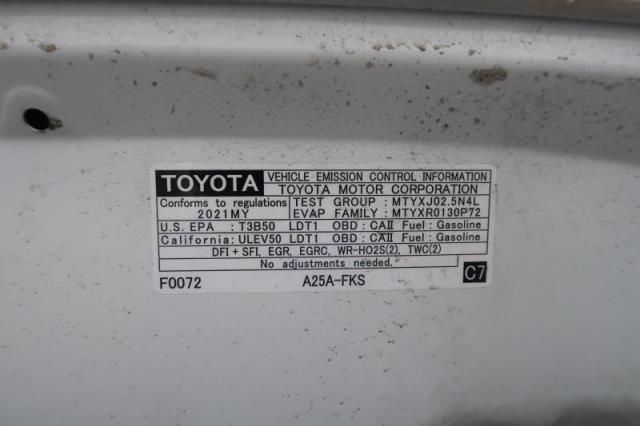 TOYOTA VEHICLE EMISSION CONTROL INFORMATION
TOYOTA MOTOR CORPORATION
Conforms to regulations TEST GROUP : MTYXJ02.5N4L
2021MY EVAP FAMILY : MTYXR0130P72
U.S. EPA : T3B50 LDT1 OBD : CAⅡ Fuel : Gasoline
California: ULEV50 LDT1 OBD : CAⅡ Fuel : Gasoline
DFI + SFI, EGR, EGRC, WR-HO2S(2), TWC(2)
No adjustments needed.
F0072 A25A-FKS C7